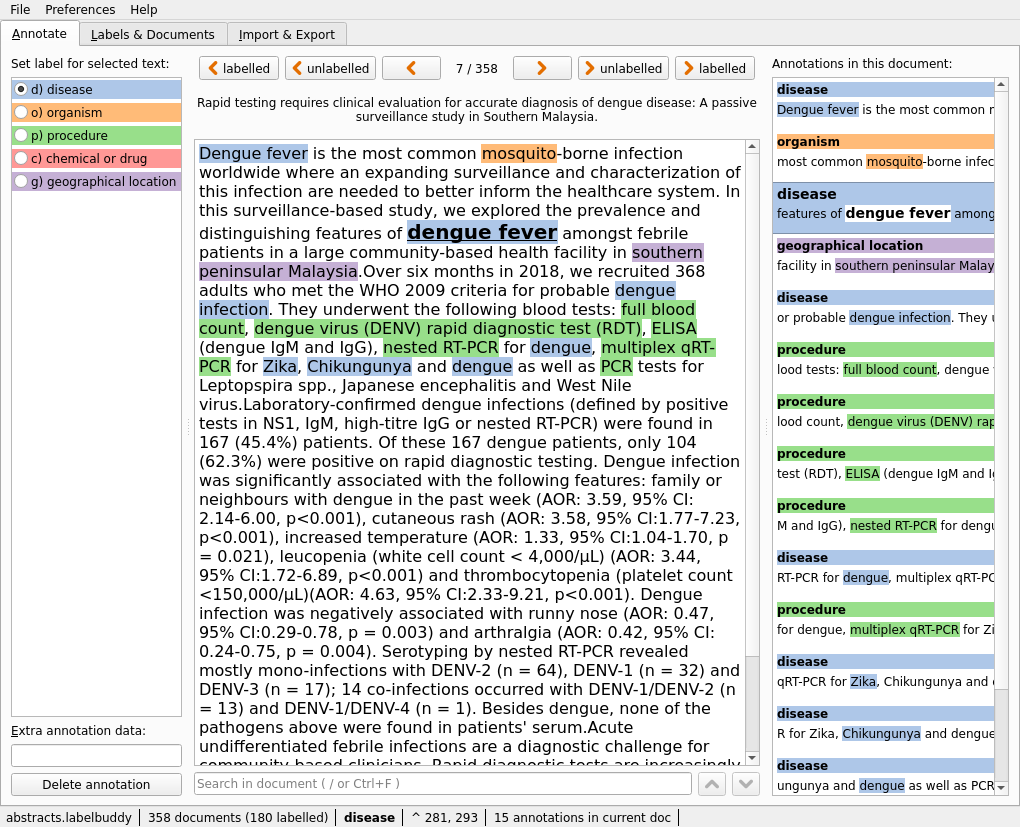 File Preferences Help
Annotate Labels & Documents Import & Export
Set label for selected text:
d) disease
o) organism
p) procedure
c) chemical or drug
g) geographical location
Extra annotation data:
Delete annotation
labelled unlabelled 7 / 358 unlabelled labelled
Rapid testing requires clinical evaluation for accurate diagnosis of dengue disease: A passive
surveillance study in Southern Malaysia.
Dengue fever is the most common mosquito-borne infection
worldwide where an expanding surveillance and characterization of
this infection are needed to better inform the healthcare system. In
this surveillance-based study, we explored the prevalence and
distinguishing features of dengue fever amongst febrile
patients in a large community-based health facility in southern
peninsular Malaysia.Over six months in 2018, we recruited 368
adults who met the WHO 2009 criteria for probable dengue
infection. They underwent the following blood tests: full blood
count, dengue virus (DENV) rapid diagnostic test (RDT), ELISA
(dengue IgM and IgG), nested RT-PCR for dengue, multiplex qRT-
PCR for Zika, Chikungunya and dengue as well as PCR tests for
Leptospira spp., Japanese encephalitis and West Nile
virus.Laboratory-confirmed dengue infections (defined by positive
tests in NS1, IgM, high-titre IgG or nested RT-PCR) were found in
167 (45.4%) patients. Of these 167 dengue patients, only 104
(62.3%) were positive on rapid diagnostic testing. Dengue infection
was significantly associated with the following features: family or
neighbours with dengue in the past week (AOR: 3.59, 95% CI:
2.14-6.00, p<0.001), cutaneous rash (AOR: 3.58, 95% CI:1.77-7.23,
p<0.001), increased temperature (AOR: 1.33, 95% CI:1.04-1.70, p
= 0.021), leucopenia (white cell count < 4,000/μL) (AOR: 3.44,
95% CI:1.72-6.89, p<0.001) and thrombocytopenia (platelet count
<150,000/μL)(AOR: 4.63, 95% CI:2.33-9.21, p<0.001). Dengue
infection was negatively associated with runny nose (AOR: 0.47,
95% CI:0.29-0.78, p = 0.003) and arthralgia (AOR: 0.42, 95% CI:
0.24-0.75, p = 0.004). Serotyping by nested RT-PCR revealed
mostly mono-infections with DENV-2 (n = 64), DENV-1 (n = 32) and
DENV-3 (n = 17); 14 co-infections occurred with DENV-1/DENV-2 (n
= 13) and DENV-1/DENV-4 (n = 1). Besides dengue, none of the
pathogens above were found in patients' serum.Acute
undifferentiated febrile infections are a diagnostic challenge for
community-based clinicians. Rapid diagnostic tests are increasingly
Search in document ( / or Ctrl+F )
Annotations in this document:
disease
Dengue fever is the most common r
organism
most common mosquito-borne infec
disease
features of dengue fever among
geographical location
facility in southern peninsular Malay
disease
or probable dengue infection. They u
procedure
lood tests: full blood count, dengue
procedure
lood count, dengue virus (DENV) rap
procedure
test (RDT), ELISA (dengue IgM and I
procedure
M and IgG), nested RT-PCR for dengu
disease
RT-PCR for dengue, multiplex qRT-PC
procedure
for dengue, multiplex qRT-PCR for Zi
disease
qRT-PCR for Zika, Chikungunya and
disease
R for Zika, Chikungunya and dengue
disease
ungunya and dengue as well as PCR
abstracts.labelbuddy 358 documents (180 labelled) disease ^ 281, 293 15 annotations in current doc